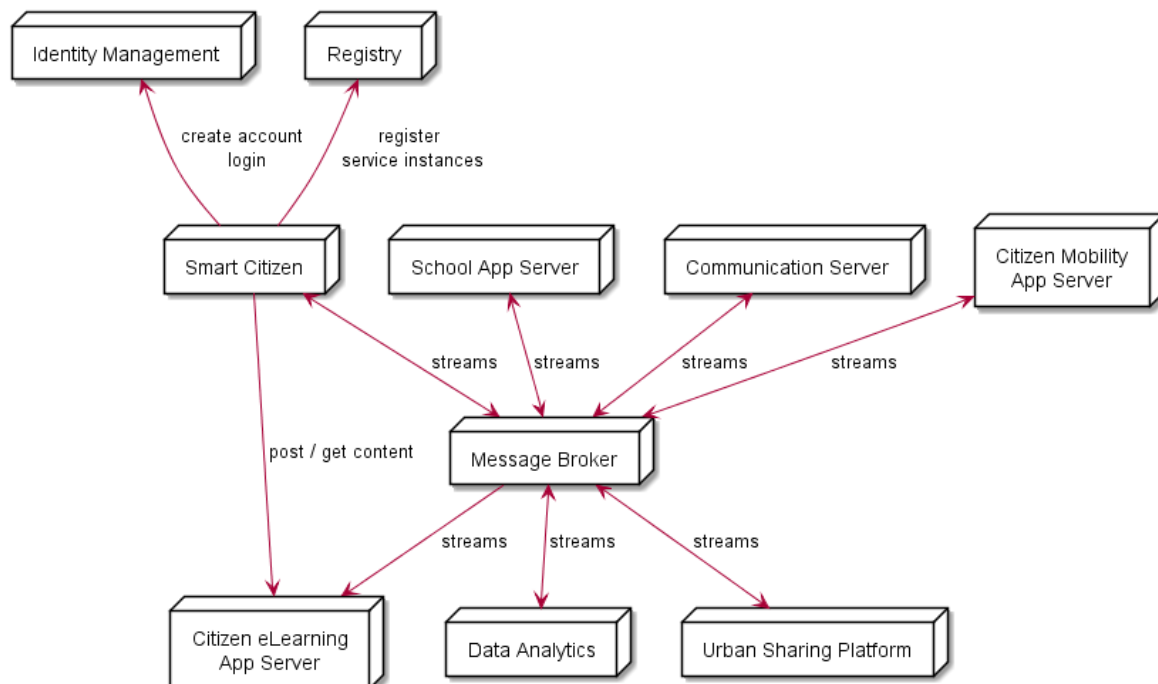 Identity Management
Registry
create account
login
register
service instances
Smart Citizen
School App Server
Communication Server
Citizen Mobility
App Server
streams
streams
streams
streams
post / get content
Message Broker
streams
streams
streams
Citizen eLearning
App Server
Data Analytics
Urban Sharing Platform